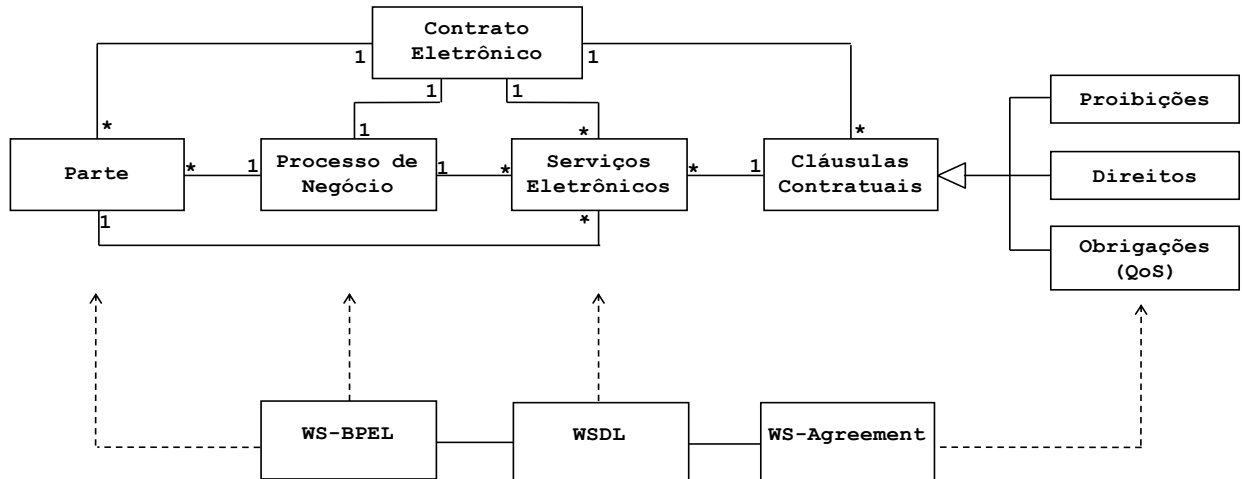 Contrato
Eletrônico
1
1
1
1
*
1
*
*
Parte
*
1
Processo de
Negócio
1
*
Serviços
Eletrônicos
*
1
Cláusulas
Contratuais
1
*
Proibições
Direitos
Obrigações
(QoS)
WS-BPEL
WSDL
WS-Agreement